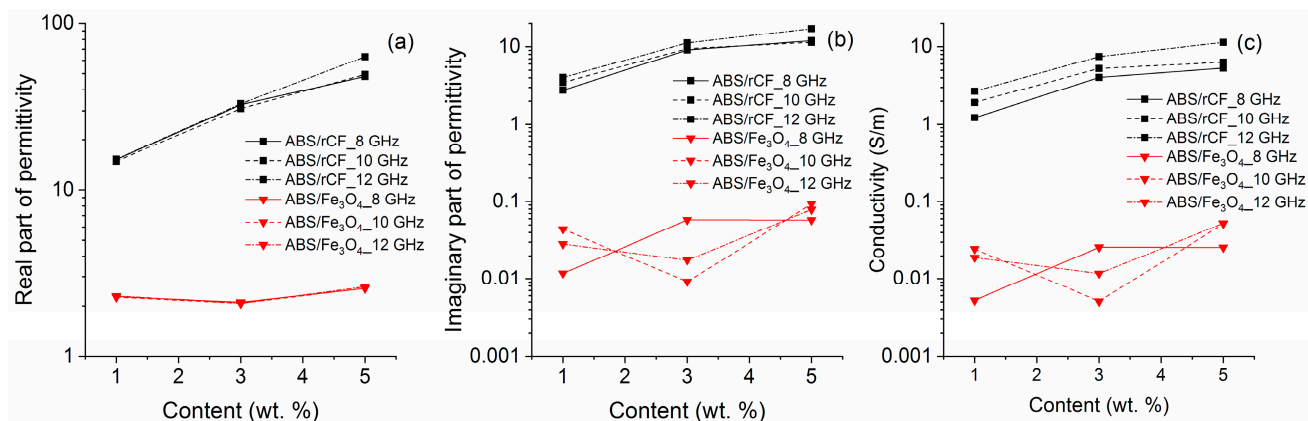 100
10
1
Real part of permittivity
(a)
ABS/rCF_8 GHz
ABS/rCF_10 GHz
ABS/rCF_12 GHz
ABS/Fe₃O₄_8 GHz
ABS/Fe₃O₄_10 GHz
ABS/Fe₃O₄_12 GHz
1 2 3 4 5
Content (wt. %)
10
1
0.1
0.01
0.001
Imaginary part of permittivity
(b)
ABS/rCF_8 GHz
ABS/rCF_10 GHz
ABS/rCF_12 GHz
ABS/Fe₃O₄_8 GHz
ABS/Fe₃O₄_10 GHz
ABS/Fe₃O₄_12 GHz
1 2 3 4 5
Content (wt. %)
10
1
0.1
0.01
0.001
Conductivity (S/m)
(c)
ABS/rCF_8 GHz
ABS/rCF_10 GHz
ABS/rCF_12 GHz
ABS/Fe₃O₄_8 GHz
ABS/Fe₃O₄_10 GHz
ABS/Fe₃O₄_12 GHz
1 2 3 4 5
Content (wt. %)